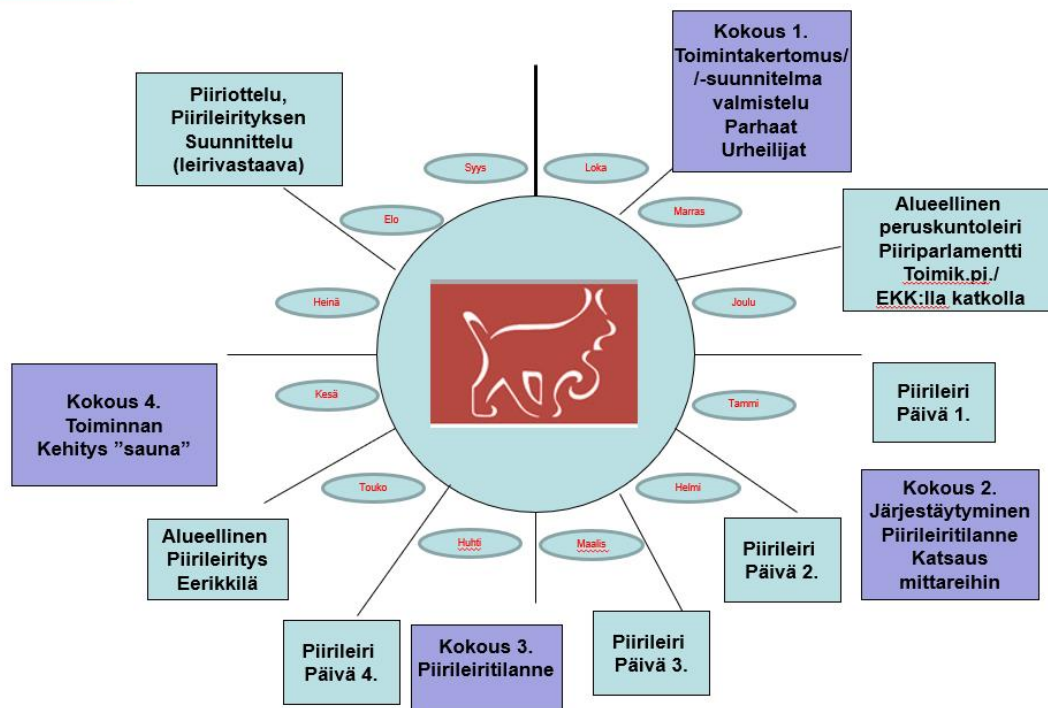 Kokous 1.
Toimintakertomus/
/-suunnitelma
valmistelu
Parhaat
Urheilijat
Piiriottelu,
Piirileirityksen
Suunnittelu
(leirivastaava)
Syys
Loka
Elo
Marras
Alueellinen
peruskuntoleiri
Piiriparlamentti
Toimik.pj./
EKK:lla katkolla
Heinä
Joulu
Kokous 4.
Toiminnan
Kehitys ”sauna”
Kesä
Tammi
Piirileiri
Päivä 1.
Touko
Helmi
Kokous 2.
Järjestäytyminen
Piirileiritilanne
Katsaus
mittareihin
Alueellinen
Piirileiritys
Eerikkilä
Huhti
Maalis
Piirileiri
Päivä 2.
Piirileiri
Päivä 4.
Kokous 3.
Piirileiritilanne
Piirileiri
Päivä 3.